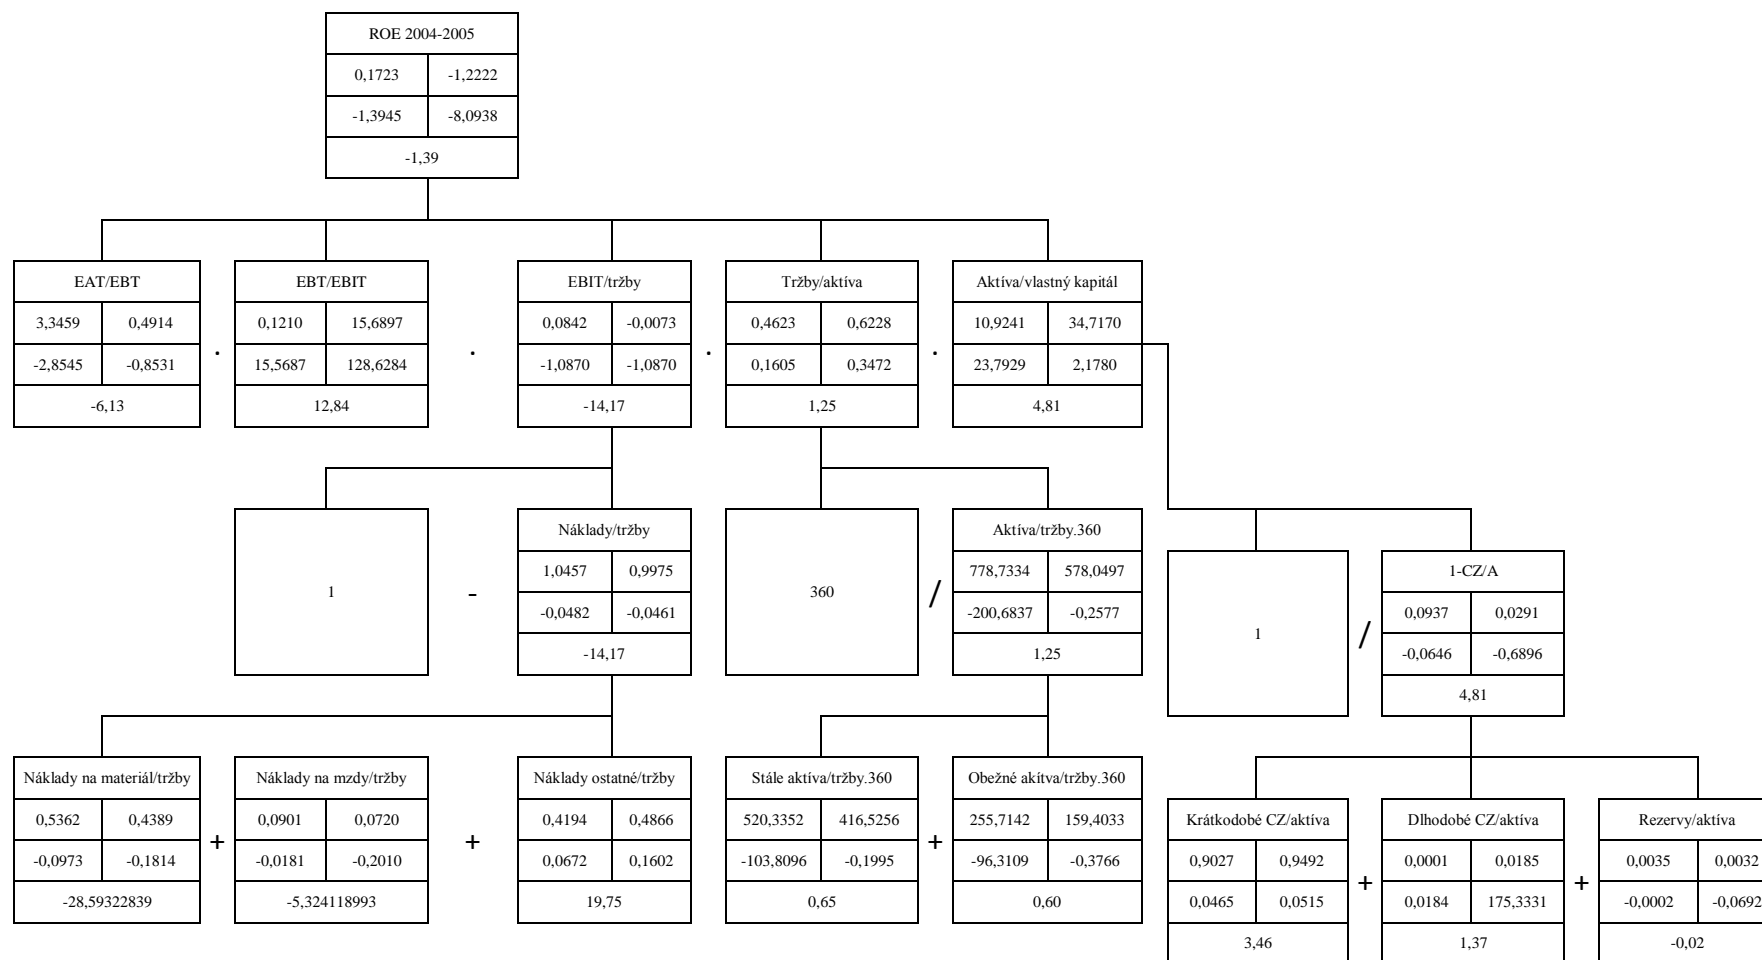 ROE 2004-2005
0,1723 -1,2222
-1,3945 -8,0938
-1,39
EAT/EBT EBT/EBIT EBIT/tržby Tržby/aktíva Aktíva/vlastný kapitál
3,3459 0,4914 0,1210 15,6897 0,0842 -0,0073 0,4623 0,6228 10,9241 34,7170
-2,8545 -0,8531 . 15,5687 128,6284 . -1,0870 -1,0870 . 0,1605 0,3472 . 23,7929 2,1780
-6,13 12,84 -14,17 1,25 4,81
Náklady/tržby Aktíva/tržby.360
1,0457 0,9975 778,7334 578,0497 1-CZ/A
1 - 360 /
-0,0482 -0,0461 -200,6837 -0,2577 0,0937 0,0291
1 /
-14,17 1,25 -0,0646 -0,6896
4,81
Náklady na materiál/tržby Náklady na mzdy/tržby Náklady ostatné/tržby Stále aktíva/tržby.360 Obežné akítva/tržby.360
0,5362 0,4389 0,0901 0,0720 0,4194 0,4866 520,3352 416,5256 255,7142 159,4033 Krátkodobé CZ/aktíva Dlhodobé CZ/aktíva Rezervy/aktíva
+ + +
-0,0973 -0,1814 -0,0181 -0,2010 0,0672 0,1602 -103,8096 -0,1995 -96,3109 -0,3766 0,9027 0,9492 0,0001 0,0185 0,0035 0,0032
+ +
-28,59322839 -5,324118993 19,75 0,65 0,60 0,0465 0,0515 0,0184 175,3331 -0,0002 -0,0692
3,46 1,37 -0,02